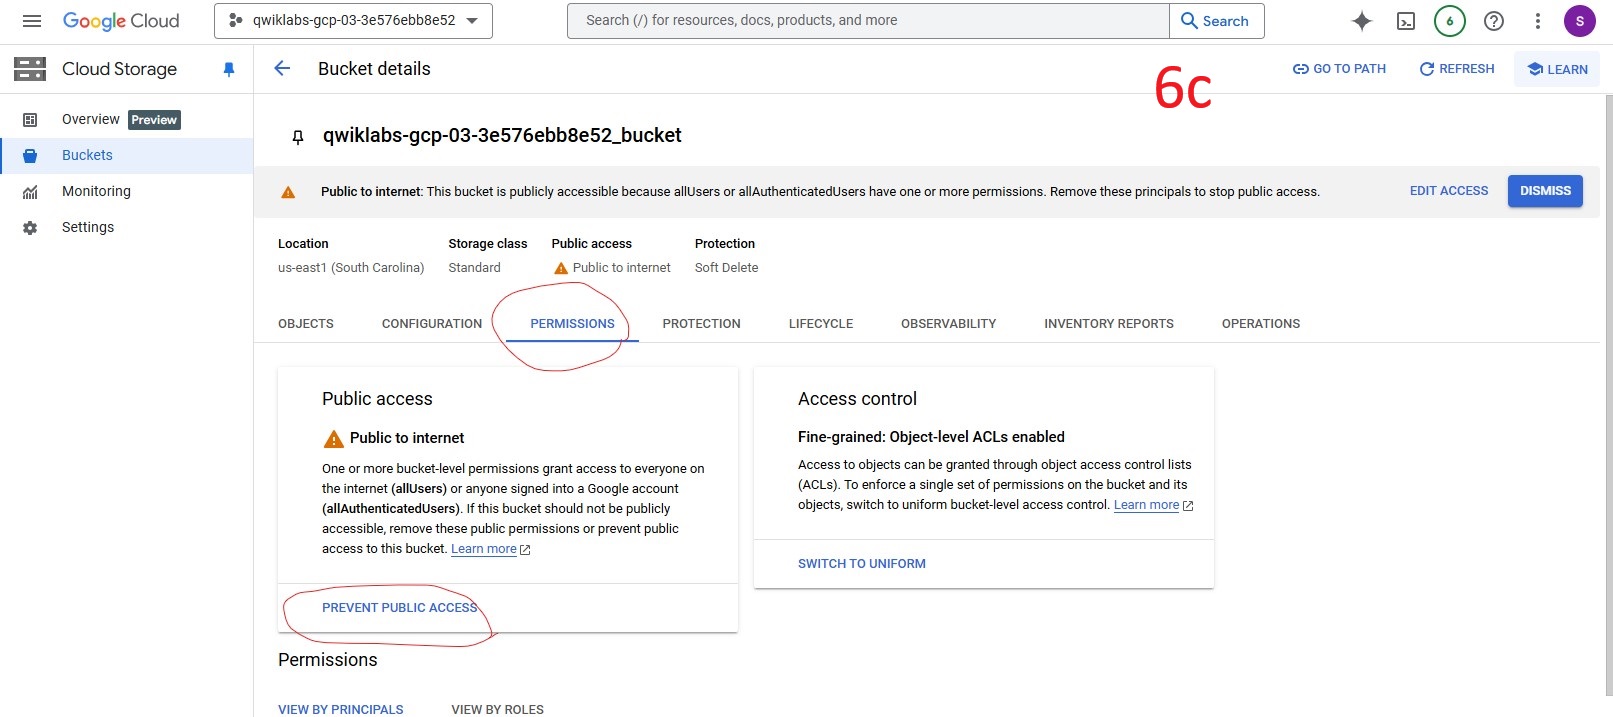 Google Cloud
qwiklabs-gcp-03-3e576ebb8e52
Search (/) for resources, docs, products, and more
Search
6
S
Cloud Storage
Bucket details
6c
GO TO PATH
REFRESH
LEARN
Overview Preview
Buckets
Monitoring
Settings
qwiklabs-gcp-03-3e576ebb8e52_bucket
Public to internet: This bucket is publicly accessible because allUsers or allAuthenticatedUsers have one or more permissions. Remove these principals to stop public access.
EDIT ACCESS
DISMISS
Location Storage class Public access Protection
us-east1 (South Carolina) Standard Public to internet Soft Delete
OBJECTS CONFIGURATION PERMISSIONS PROTECTION LIFECYCLE OBSERVABILITY INVENTORY REPORTS OPERATIONS
Public access
Public to internet
One or more bucket-level permissions grant access to everyone on
the internet (allUsers) or anyone signed into a Google account
(allAuthenticatedUsers). If this bucket should not be publicly
accessible, remove these public permissions or prevent public
access to this bucket. Learn more
PREVENT PUBLIC ACCESS
Access control
Fine-grained: Object-level ACLs enabled
Access to objects can be granted through object access control lists
(ACLs). To enforce a single set of permissions on the bucket and its
objects, switch to uniform bucket-level access control. Learn more
SWITCH TO UNIFORM
Permissions
VIEW BY PRINCIPALS VIEW BY ROLES